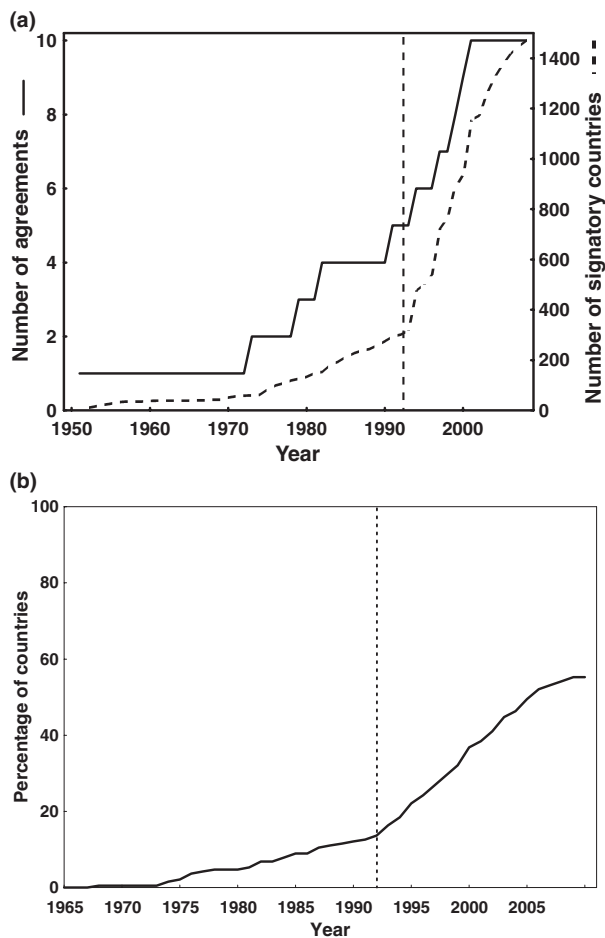 (a)
10
8
6
4
2
0
Number of agreements
1400
1200
1000
800
600
400
200
0
Number of signatory countries
1950 1960 1970 1980 1990 2000
Year
(b)
100
80
60
40
20
0
Percentage of countries
1965 1970 1975 1980 1985 1990 1995 2000 2005
Year